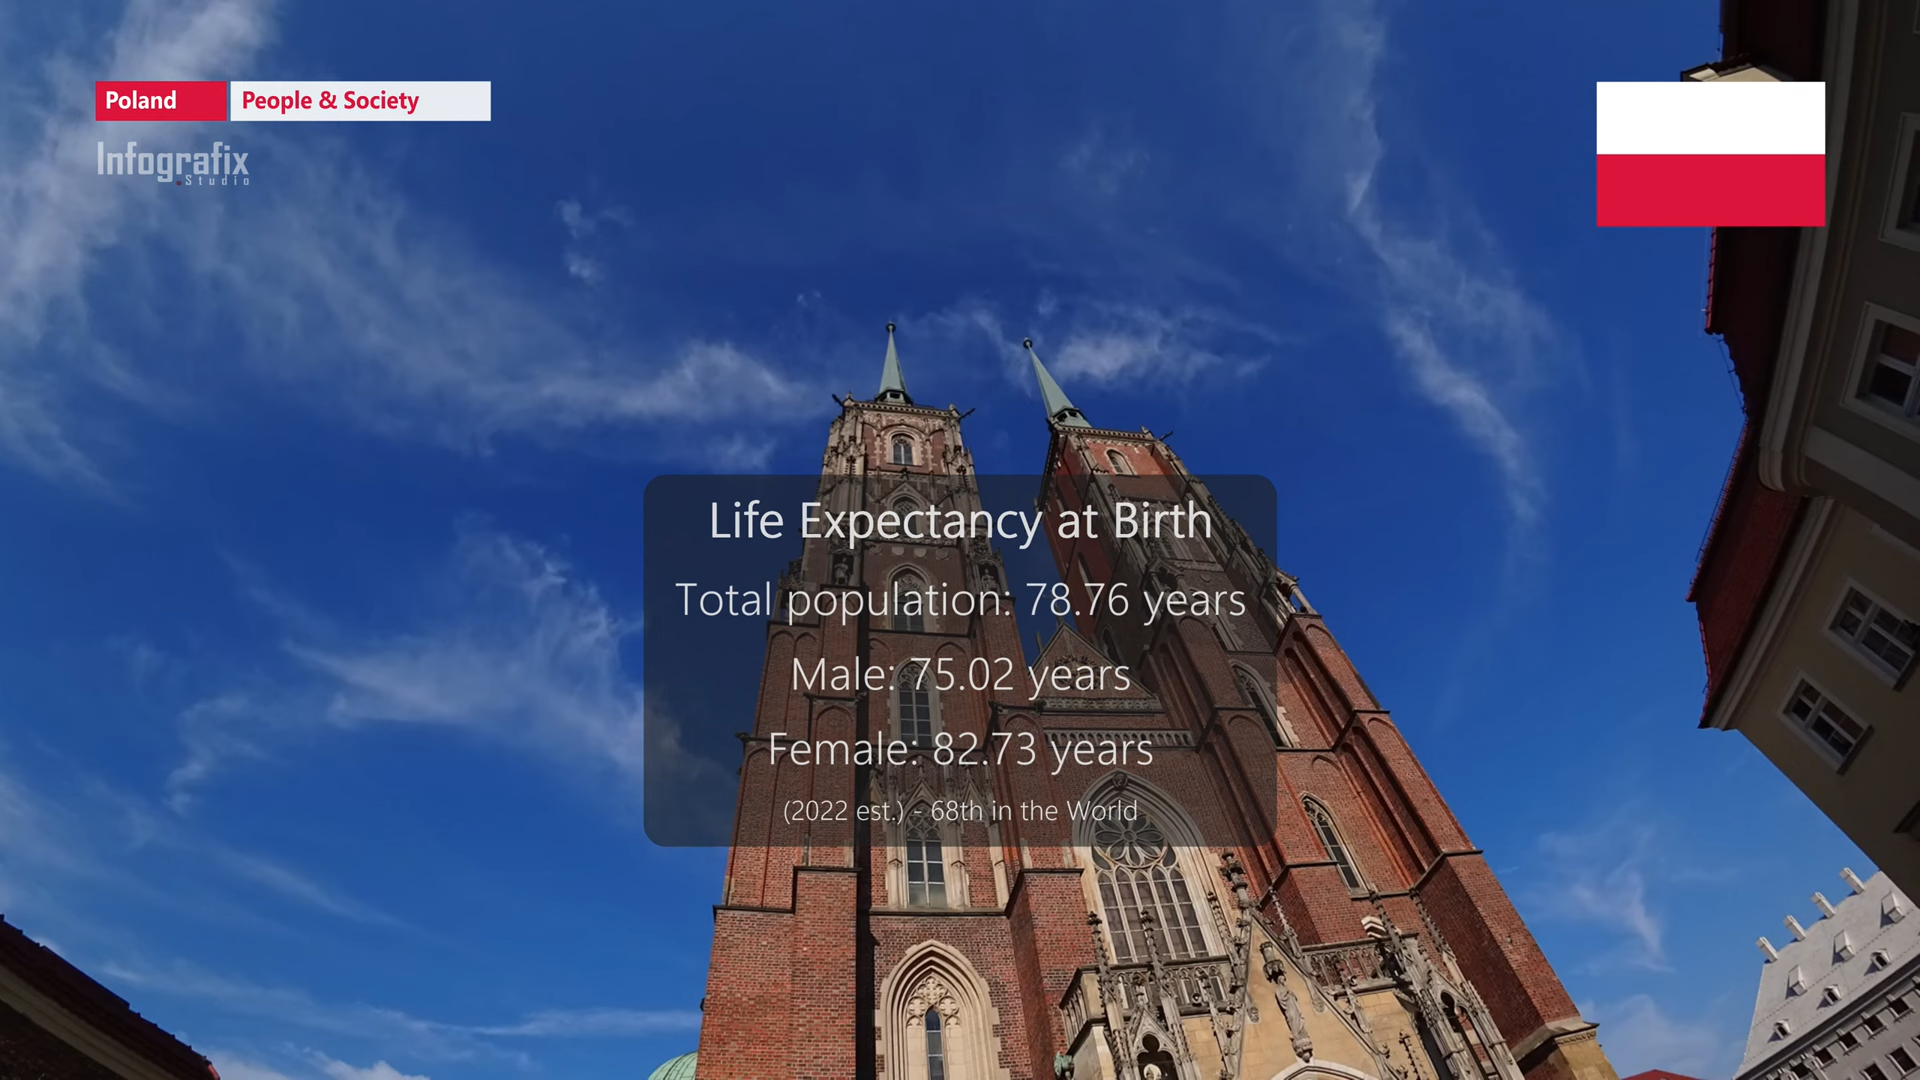 Poland
People & Society
Infografix
.Studio
Life Expectancy at Birth
Total population: 78.76 years
Male: 75.02 years
Female: 82.73 years
(2022 est.) - 68th in the World